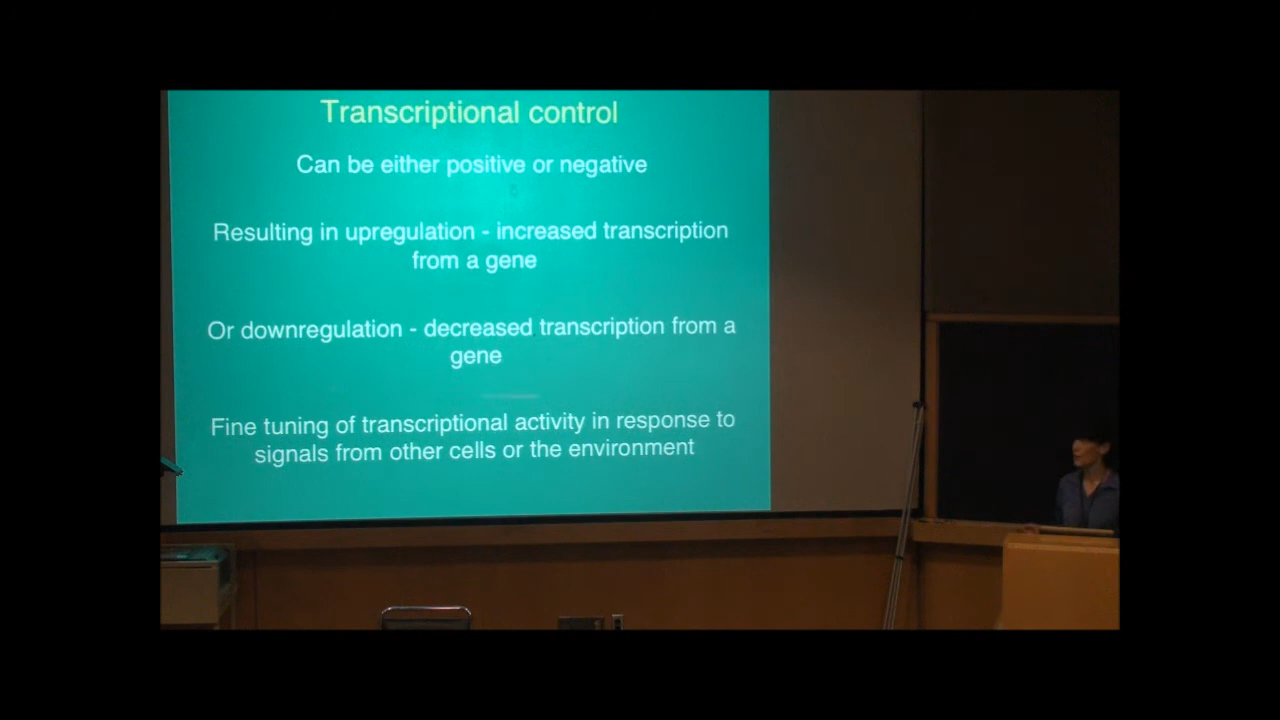 Transcriptional control
Can be either positive or negative
Resulting in upregulation - increased transcription
from a gene
Or downregulation - decreased transcription from a
gene
Fine tuning of transcriptional activity in response to
signals from other cells or the environment